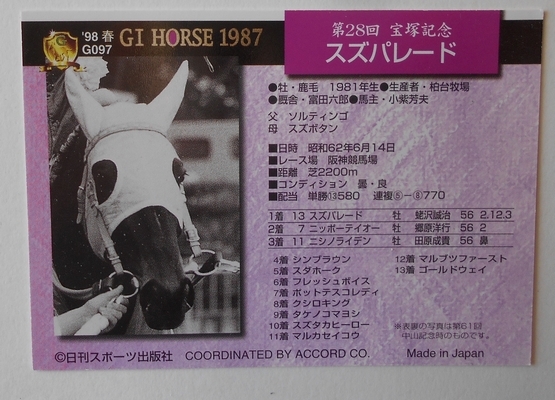 '98 春
G097
GI HORSE 1987
第28回 宝塚記念
スズパレード
●牡・鹿毛 1981年生●生産者・柏台牧場
●厩舎・富田六郎●馬主・小紫芳夫
父 ソルティンゴ
母 スズボタン
■日時 昭和62年6月14日
■レース場 阪神競馬場
■距離 芝2200m
■コンディション 曇・良
■配当 単勝⑬580 連複⑤-⑧770
1着 13 スズパレード 牡 蛯沢誠治 56 2.12.3
2着 7 ニッポーテイオー 牡 郷原洋行 56 2
3着 11 ニシノライデン 牡 田原成貴 56 鼻
4着 シンブラウン
5着 スダホーク
6着 フレッシュボイス
7着 ポットテスコレディ
8着 クシロキング
9着 タケノコマヨシ
10着 スズタカヒーロー
11着 マルカセイコウ
12着 マルブツファースト
13着 ゴールドウェイ
※表裏の写真は第61回
中山記念時のものです。
©日刊スポーツ出版社 COORDINATED BY ACCORD CO. Made in Japan